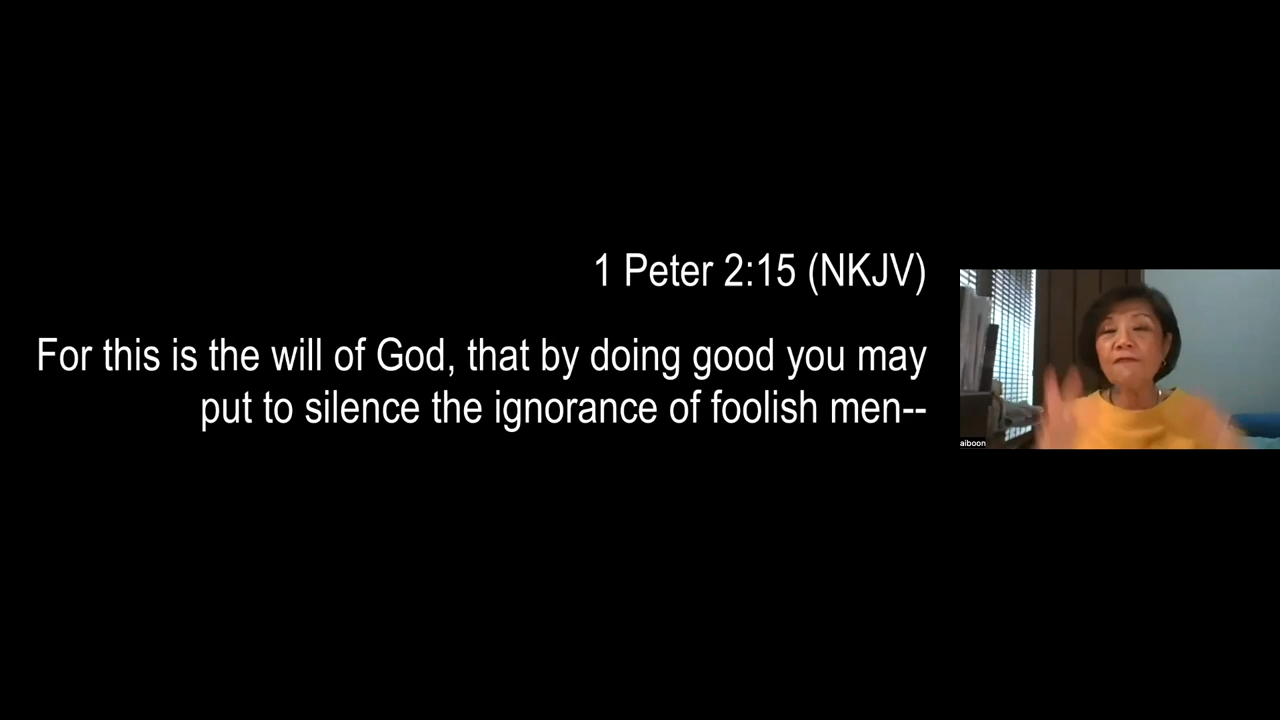 1 Peter 2:15 (NKJV)
For this is the will of God, that by doing good you may
put to silence the ignorance of foolish men--
aiboon